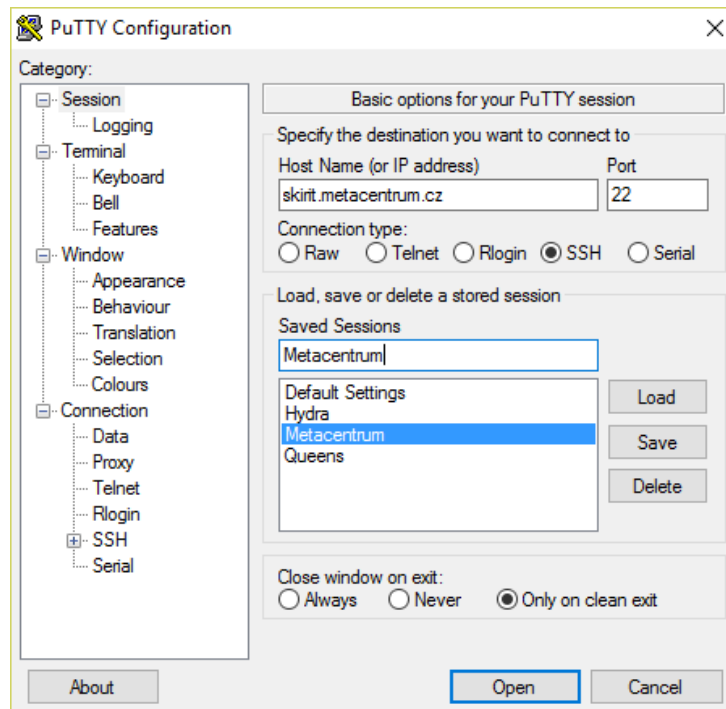 PuTTY Configuration
Category:
Session
Logging
Terminal
Keyboard
Bell
Features
Window
Appearance
Behaviour
Translation
Selection
Colours
Connection
Data
Proxy
Telnet
Rlogin
SSH
Serial
Basic options for your PuTTY session
Specify the destination you want to connect to
Host Name (or IP address) Port
skirit.metacentrum.cz 22
Connection type:
Raw Telnet Rlogin SSH Serial
Load, save or delete a stored session
Saved Sessions
Metacentrum
Default Settings
Hydra
Metacentrum
Queens
Load
Save
Delete
Close window on exit:
Always Never Only on clean exit
About Open Cancel